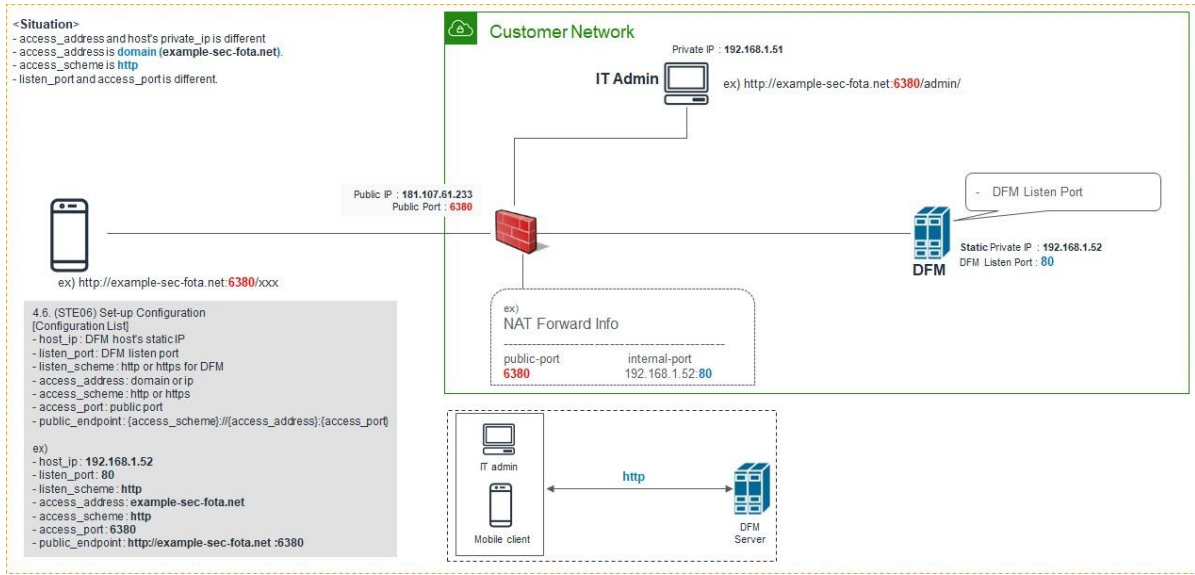 <Situation>
- access_address and host's private_ip is different
- access_address is domain (example-sec-fota.net).
- access_scheme is http
- listen_port and access_port is different.
Customer Network
Private IP : 192.168.1.51
IT Admin
ex) http://example-sec-fota.net:6380/admin/
Public IP : 181.107.61.233
Public Port : 6380
- DFM Listen Port
Static Private IP : 192.168.1.52
DFM Listen Port : 80
DFM
ex) http://example-sec-fota.net:6380/xxx
ex)
NAT Forward Info
------------------------------------------------
public-port internal-port
6380 192.168.1.52:80
4.6. (STE06) Set-up Configuration
[Configuration List]
- host_ip : DFM host's static IP
- listen_port : DFM listen port
- listen_scheme : http or https for DFM
- access_address : domain or ip
- access_scheme : http or https
- access_port : public port
- public_endpoint : {access_scheme}://{access_address}:{access_port}
ex)
- host_ip : 192.168.1.52
- listen_port : 80
- listen_scheme : http
- access_address : example-sec-fota.net
- access_scheme : http
- access_port : 6380
- public_endpoint : http://example-sec-fota.net :6380
IT admin
http
Mobile client
DFM
Server